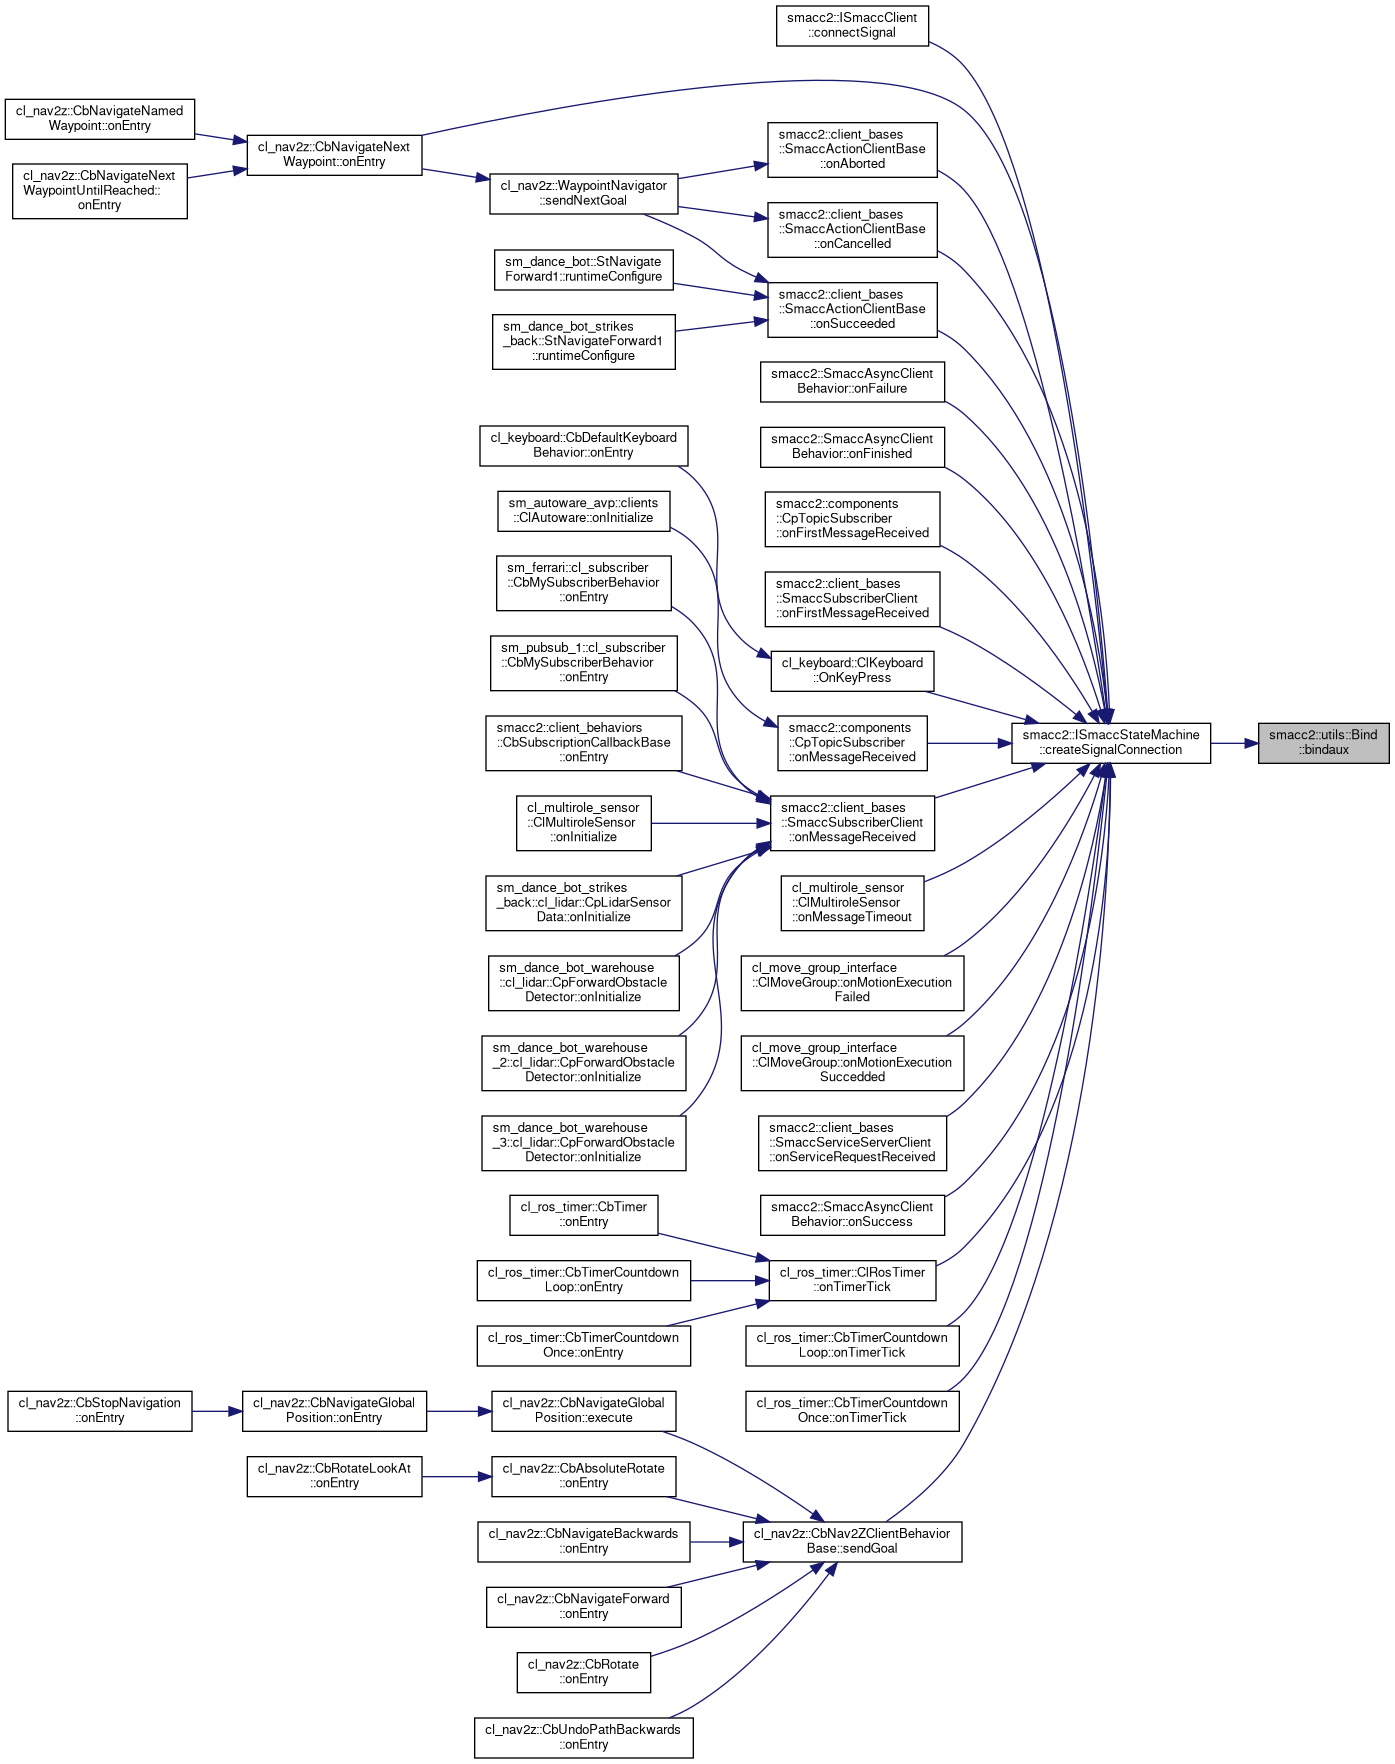 smacc2::ISmaccClient
::connectSignal
cl_nav2z::CbNavigateNamed
Waypoint::onEntry
cl_nav2z::CbNavigateNext
WaypointUntilReached::
onEntry
cl_nav2z::CbNavigateNext
Waypoint::onEntry
cl_nav2z::WaypointNavigator
::sendNextGoal
smacc2::client_bases
::SmaccActionClientBase
::onAborted
smacc2::client_bases
::SmaccActionClientBase
::onCancelled
sm_dance_bot::StNavigate
Forward1::runtimeConfigure
smacc2::client_bases
::SmaccActionClientBase
::onSucceeded
sm_dance_bot_strikes
_back::StNavigateForward1
::runtimeConfigure
smacc2::SmaccAsyncClient
Behavior::onFailure
cl_keyboard::CbDefaultKeyboard
Behavior::onEntry
smacc2::SmaccAsyncClient
Behavior::onFinished
sm_autoware_avp::clients
::ClAutoware::onInitialize
smacc2::components
::CpTopicSubscriber
::onFirstMessageReceived
sm_ferrari::cl_subscriber
::CbMySubscriberBehavior
::onEntry
smacc2::client_bases
::SmaccSubscriberClient
::onFirstMessageReceived
sm_pubsub_1::cl_subscriber
::CbMySubscriberBehavior
::onEntry
cl_keyboard::ClKeyboard
::OnKeyPress
smacc2::client_behaviors
::CbSubscriptionCallbackBase
::onEntry
smacc2::components
::CpTopicSubscriber
::onMessageReceived
smacc2::ISmaccStateMachine
::createSignalConnection
smacc2::utils::Bind
::bindaux
cl_multirole_sensor
::ClMultiroleSensor
::onInitialize
smacc2::client_bases
::SmaccSubscriberClient
::onMessageReceived
sm_dance_bot_strikes
_back::cl_lidar::CpLidarSensor
Data::onInitialize
cl_multirole_sensor
::ClMultiroleSensor
::onMessageTimeout
sm_dance_bot_warehouse
::cl_lidar::CpForwardObstacle
Detector::onInitialize
cl_move_group_interface
::ClMoveGroup::onMotionExecution
Failed
sm_dance_bot_warehouse
_2::cl_lidar::CpForwardObstacle
Detector::onInitialize
cl_move_group_interface
::ClMoveGroup::onMotionExecution
Succedded
sm_dance_bot_warehouse
_3::cl_lidar::CpForwardObstacle
Detector::onInitialize
smacc2::client_bases
::SmaccServiceServerClient
::onServiceRequestReceived
cl_ros_timer::CbTimer
::onEntry
smacc2::SmaccAsyncClient
Behavior::onSuccess
cl_ros_timer::CbTimerCountdown
Loop::onEntry
cl_ros_timer::ClRosTimer
::onTimerTick
cl_ros_timer::CbTimerCountdown
Once::onEntry
cl_ros_timer::CbTimerCountdown
Loop::onTimerTick
cl_nav2z::CbStopNavigation
::onEntry
cl_nav2z::CbNavigateGlobal
Position::onEntry
cl_nav2z::CbNavigateGlobal
Position::execute
cl_ros_timer::CbTimerCountdown
Once::onTimerTick
cl_nav2z::CbRotateLookAt
::onEntry
cl_nav2z::CbAbsoluteRotate
::onEntry
cl_nav2z::CbNavigateBackwards
::onEntry
cl_nav2z::CbNav2ZClientBehavior
Base::sendGoal
cl_nav2z::CbNavigateForward
::onEntry
cl_nav2z::CbRotate
::onEntry
cl_nav2z::CbUndoPathBackwards
::onEntry